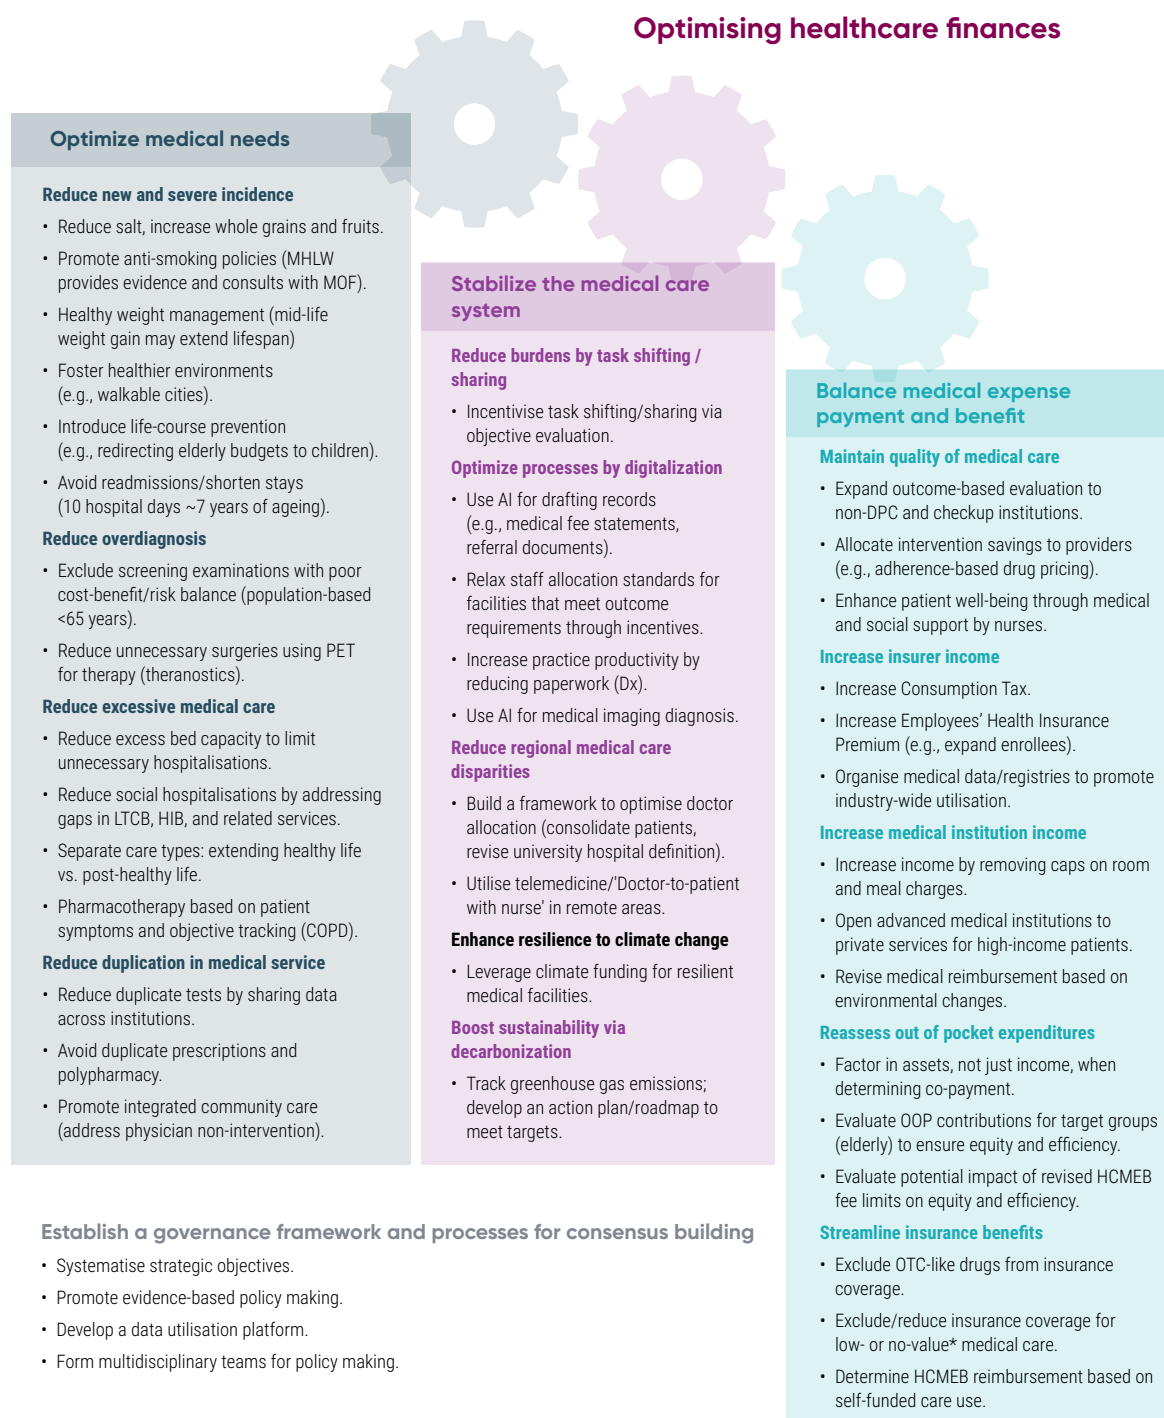 Optimising healthcare finances
Optimize medical needs
Reduce new and severe incidence
• Reduce salt, increase whole grains and fruits.
• Promote anti-smoking policies (MHLW
provides evidence and consults with MOF).
• Healthy weight management (mid-life
weight gain may extend lifespan)
• Foster healthier environments
(e.g., walkable cities).
• Introduce life-course prevention
(e.g., redirecting elderly budgets to children).
• Avoid readmissions/shorten stays
(10 hospital days ~7 years of ageing).
Reduce overdiagnosis
• Exclude screening examinations with poor
cost-benefit/risk balance (population-based
<65 years).
• Reduce unnecessary surgeries using PET
for therapy (theranostics).
Reduce excessive medical care
• Reduce excess bed capacity to limit
unnecessary hospitalisations.
• Reduce social hospitalisations by addressing
gaps in LTCB, HIB, and related services.
• Separate care types: extending healthy life
vs. post-healthy life.
• Pharmacotherapy based on patient
symptoms and objective tracking (COPD).
Reduce duplication in medical service
• Reduce duplicate tests by sharing data
across institutions.
• Avoid duplicate prescriptions and
polypharmacy.
• Promote integrated community care
(address physician non-intervention).
Stabilize the medical care
system
Reduce burdens by task shifting /
sharing
• Incentivise task shifting/sharing via
objective evaluation.
Optimize processes by digitalization
• Use AI for drafting records
(e.g., medical fee statements,
referral documents).
• Relax staff allocation standards for
facilities that meet outcome
requirements through incentives.
• Increase practice productivity by
reducing paperwork (Dx).
• Use AI for medical imaging diagnosis.
Reduce regional medical care
disparities
• Build a framework to optimise doctor
allocation (consolidate patients,
revise university hospital definition).
• Utilise telemedicine/'Doctor-to-patient
with nurse' in remote areas.
Enhance resilience to climate change
• Leverage climate funding for resilient
medical facilities.
Boost sustainability via
decarbonization
• Track greenhouse gas emissions;
develop an action plan/roadmap to
meet targets.
Balance medical expense
payment and benefit
Maintain quality of medical care
• Expand outcome-based evaluation to
non-DPC and checkup institutions.
• Allocate intervention savings to providers
(e.g., adherence-based drug pricing).
• Enhance patient well-being through medical
and social support by nurses.
Increase insurer income
• Increase Consumption Tax.
• Increase Employees' Health Insurance
Premium (e.g., expand enrollees).
• Organise medical data/registries to promote
industry-wide utilisation.
Increase medical institution income
• Increase income by removing caps on room
and meal charges.
• Open advanced medical institutions to
private services for high-income patients.
• Revise medical reimbursement based on
environmental changes.
Reassess out of pocket expenditures
• Factor in assets, not just income, when
determining co-payment.
• Evaluate OOP contributions for target groups
(elderly) to ensure equity and efficiency.
• Evaluate potential impact of revised HCMEB
fee limits on equity and efficiency.
Streamline insurance benefits
• Exclude OTC-like drugs from insurance
coverage.
• Exclude/reduce insurance coverage for
low- or no-value* medical care.
• Determine HCMEB reimbursement based on
self-funded care use.
Establish a governance framework and processes for consensus building
• Systematise strategic objectives.
• Promote evidence-based policy making.
• Develop a data utilisation platform.
• Form multidisciplinary teams for policy making.